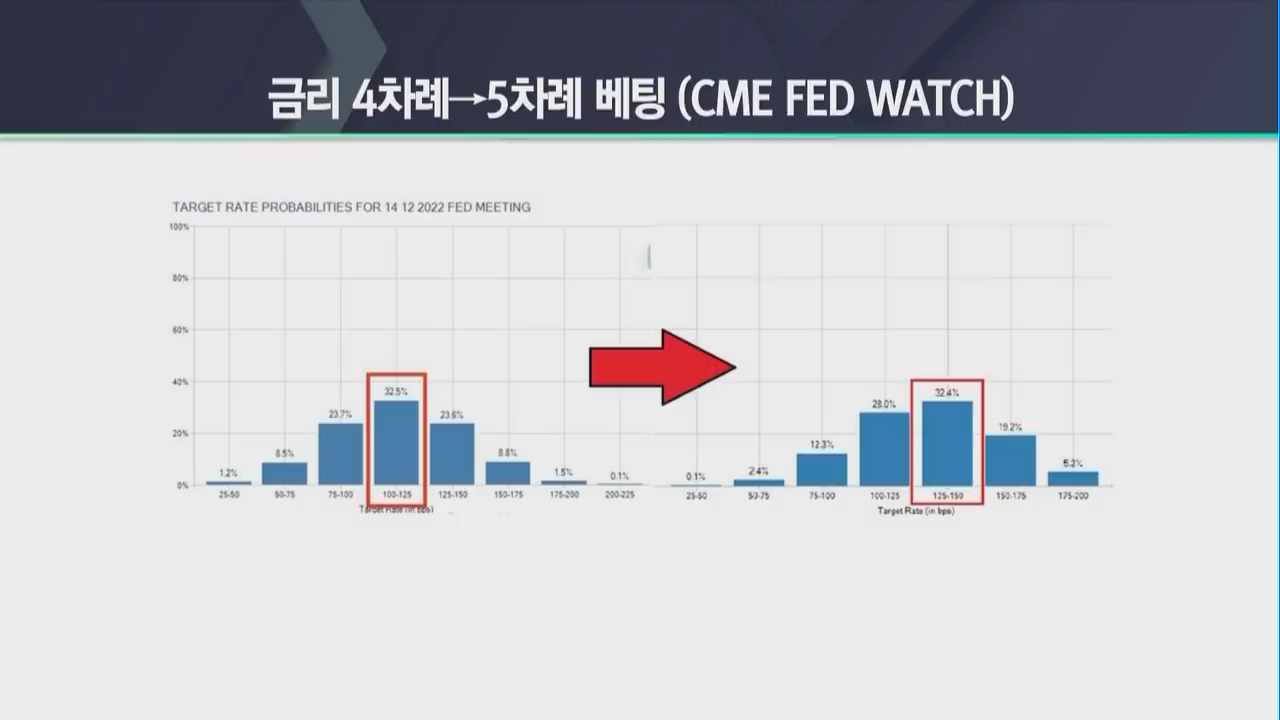 금리 4차례→5차례 베팅 (CME FED WATCH)
TARGET RATE PROBABILITIES FOR 14 12 2022 FED MEETING
100%
80%
60%
40%
20%
0%
1.2% 8.5% 23.7% 32.5% 23.6% 8.8% 1.5% 0.1%
25-50 50-75 75-100 100-125 125-150 150-175 175-200 200-225
Target Rate (in bps)
0.1% 2.4% 12.3% 28.0% 32.4% 19.2% 5.2%
25-50 50-75 75-100 100-125 125-150 150-175 175-200
Target Rate (in bps)